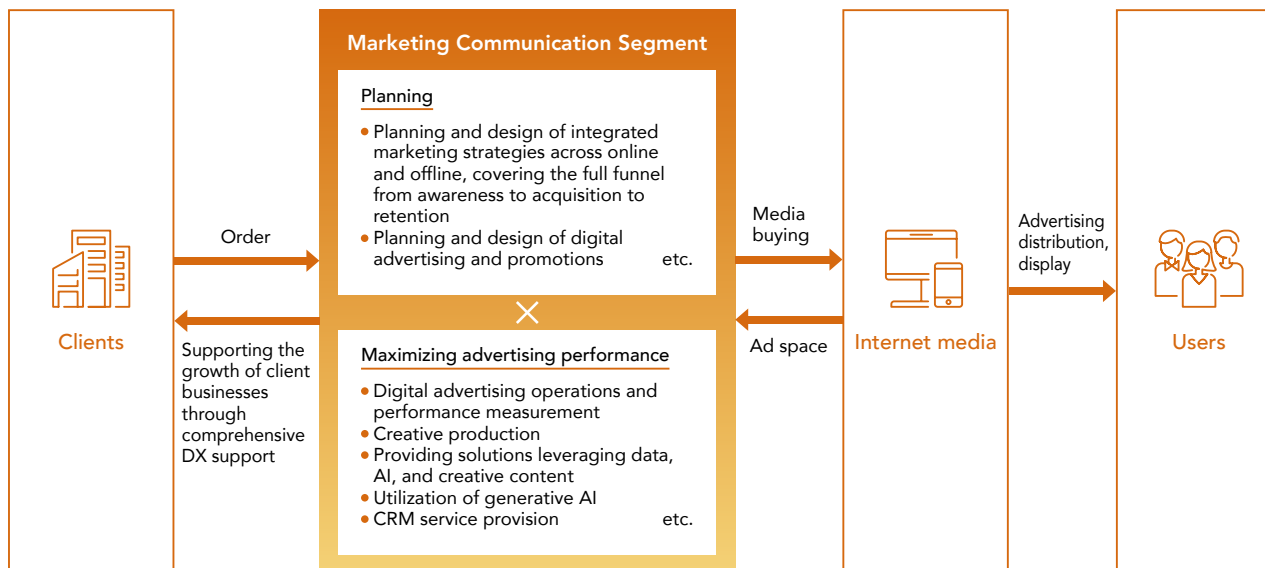 Marketing Communication Segment
Planning
• Planning and design of integrated
marketing strategies across online
and offline, covering the full funnel
from awareness to acquisition to
retention
• Planning and design of digital
advertising and promotions etc.
×
Maximizing advertising performance
• Digital advertising operations and
performance measurement
• Creative production
• Providing solutions leveraging data,
AI, and creative content
• Utilization of generative AI
• CRM service provision etc.
Clients
Order
Supporting the
growth of client
businesses
through
comprehensive
DX support
Media
buying
Ad space
Internet media
Advertising
distribution,
display
Users